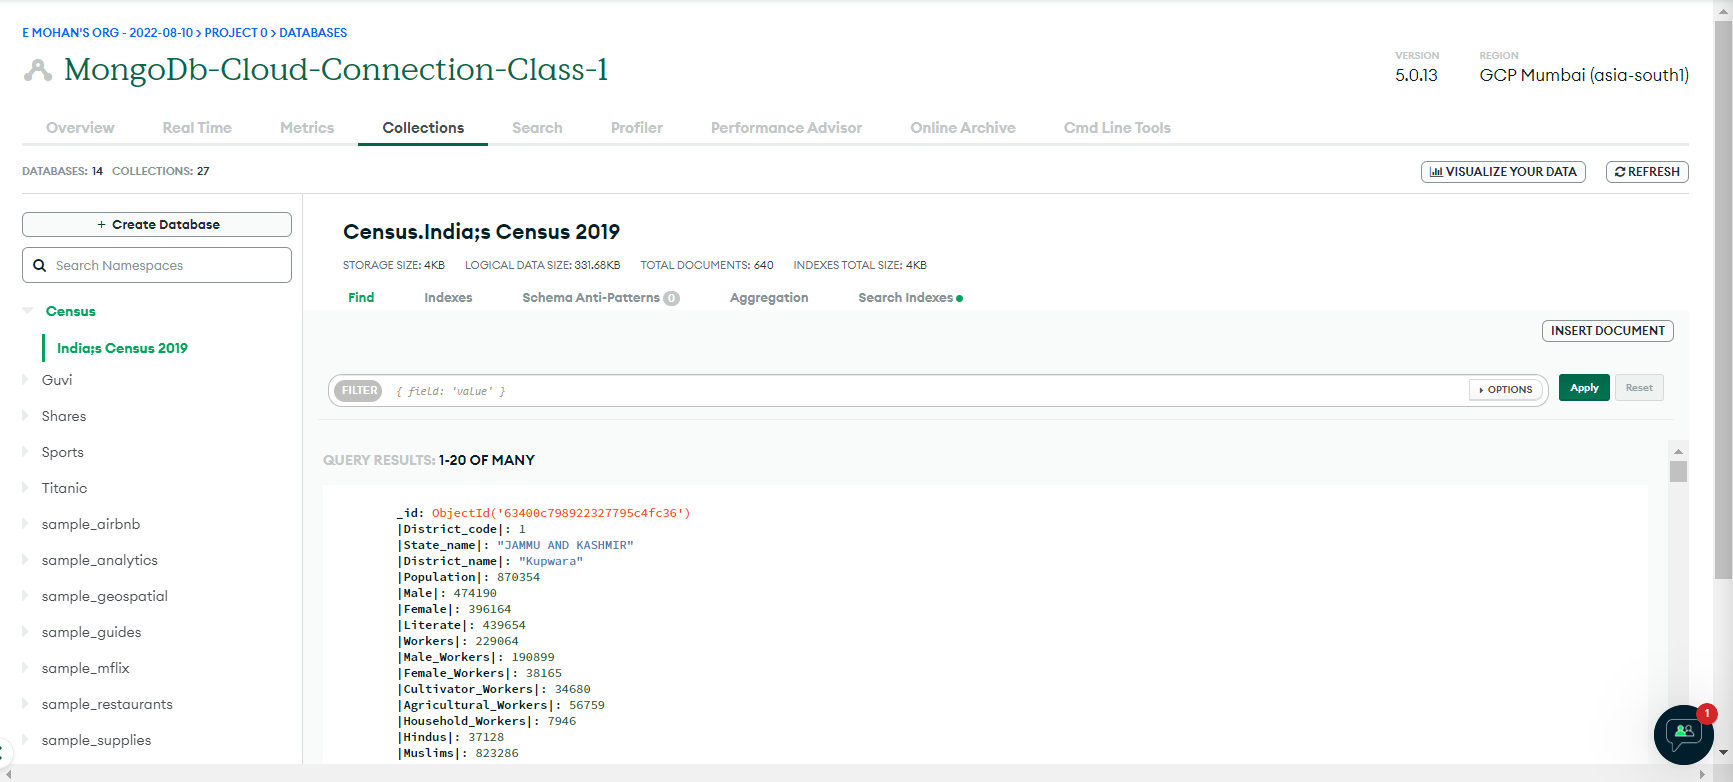 E MOHAN'S ORG - 2022-08-10 > PROJECT 0 > DATABASES
MongoDb-Cloud-Connection-Class-1
VERSION
5.0.13
REGION
GCP Mumbai (asia-south1)
Overview Real Time Metrics Collections Search Profiler Performance Advisor Online Archive Cmd Line Tools
DATABASES: 14 COLLECTIONS: 27
VISUALIZE YOUR DATA
REFRESH
+ Create Database
Search Namespaces
Census
India;s Census 2019
Guvi
Shares
Sports
Titanic
sample_airbnb
sample_analytics
sample_geospatial
sample_guides
sample_mflix
sample_restaurants
sample_supplies
Census.India;s Census 2019
STORAGE SIZE: 4KB LOGICAL DATA SIZE: 331.68KB TOTAL DOCUMENTS: 640 INDEXES TOTAL SIZE: 4KB
Find Indexes Schema Anti-Patterns 0 Aggregation Search Indexes
INSERT DOCUMENT
FILTER { field: 'value' } OPTIONS Apply Reset
QUERY RESULTS: 1-20 OF MANY
_id: ObjectId('63400c798922327795c4fc36')
|District_code|: 1
|State_name|: "JAMMU AND KASHMIR"
|District_name|: "Kupwara"
|Population|: 870354
|Male|: 474190
|Female|: 396164
|Literate|: 439654
|Workers|: 229064
|Male_Workers|: 190899
|Female_Workers|: 38165
|Cultivator_Workers|: 34680
|Agricultural_Workers|: 56759
|Household_Workers|: 7946
|Hindus|: 37128
|Muslims|: 823286
1